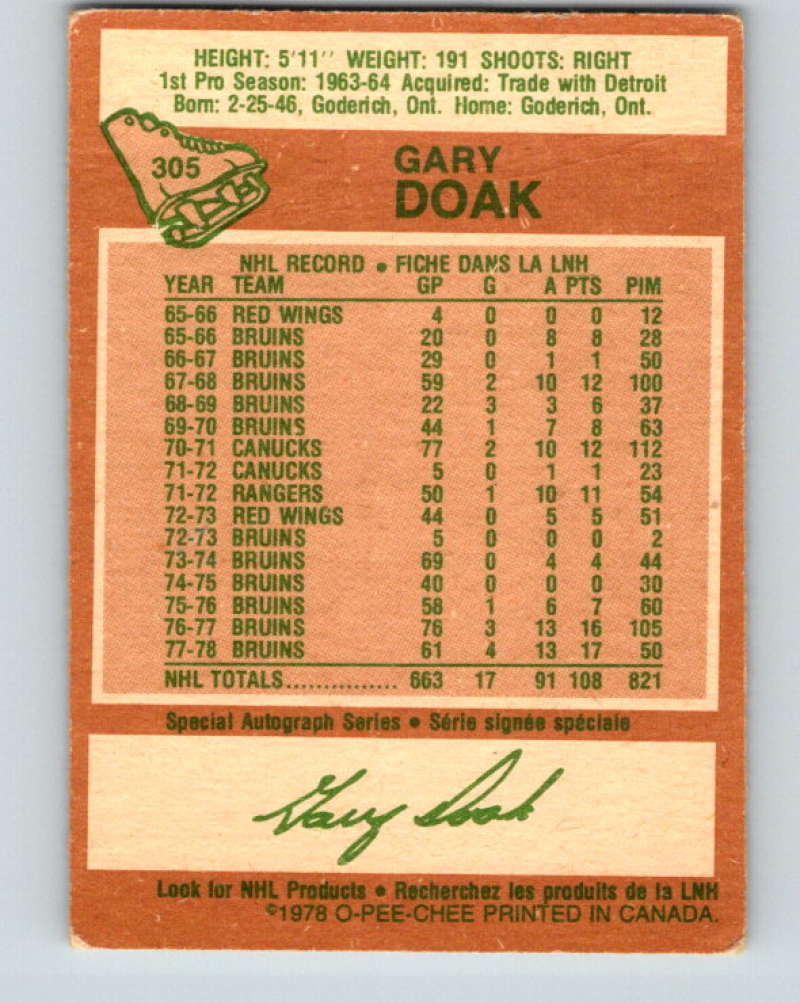 HEIGHT: 5'11'' WEIGHT: 191 SHOOTS: RIGHT
1st Pro Season: 1963-64 Acquired: Trade with Detroit
Born: 2-25-46, Goderich, Ont. Home: Goderich, Ont.
305
GARY
DOAK
NHL RECORD • FICHE DANS LA LNH
YEAR TEAM GP G A PTS PIM
65-66 RED WINGS 4 0 0 0 12
65-66 BRUINS 20 0 8 8 28
66-67 BRUINS 29 0 1 1 50
67-68 BRUINS 59 2 10 12 100
68-69 BRUINS 22 3 3 6 37
69-70 BRUINS 44 1 7 8 63
70-71 CANUCKS 77 2 10 12 112
71-72 CANUCKS 5 0 1 1 23
71-72 RANGERS 50 1 10 11 54
72-73 RED WINGS 44 0 5 5 51
72-73 BRUINS 5 0 0 0 2
73-74 BRUINS 69 0 4 4 44
74-75 BRUINS 40 0 0 0 30
75-76 BRUINS 58 1 6 7 60
76-77 BRUINS 76 3 13 16 105
77-78 BRUINS 61 4 13 17 50
NHL TOTALS................ 663 17 91 108 821
Special Autograph Series • Série signée spéciale
Gary Doak
Look for NHL Products • Recherchez les produits de la LNH
©1978 O-PEE-CHEE PRINTED IN CANADA.